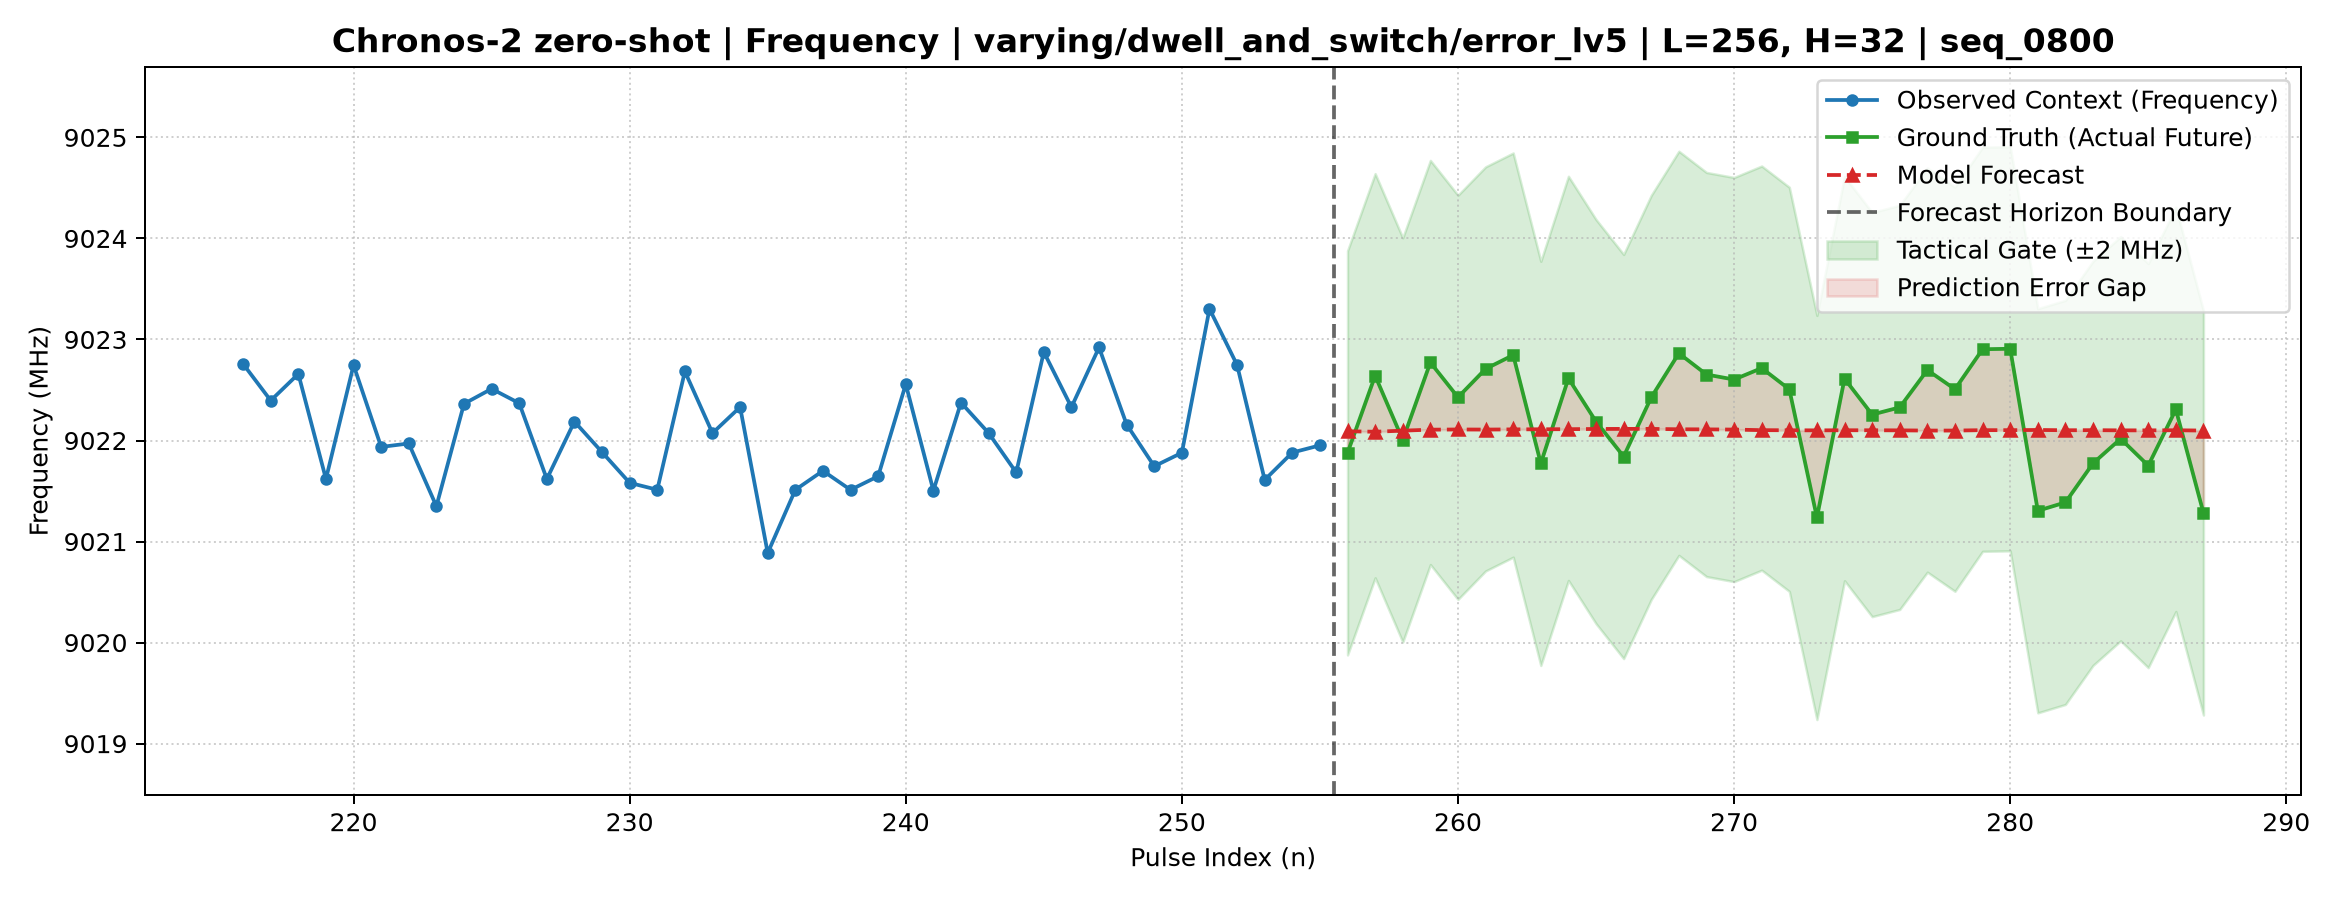 Chronos-2 zero-shot | Frequency | varying/dwell_and_switch/error_lv5 | L=256, H=32 | seq_0800
Observed Context (Frequency)
Ground Truth (Actual Future)
Model Forecast
Forecast Horizon Boundary
Tactical Gate (±2 MHz)
Prediction Error Gap
Frequency (MHz)
9025
9024
9023
9022
9021
9020
9019
220 230 240 250 260 270 280 290
Pulse Index (n)